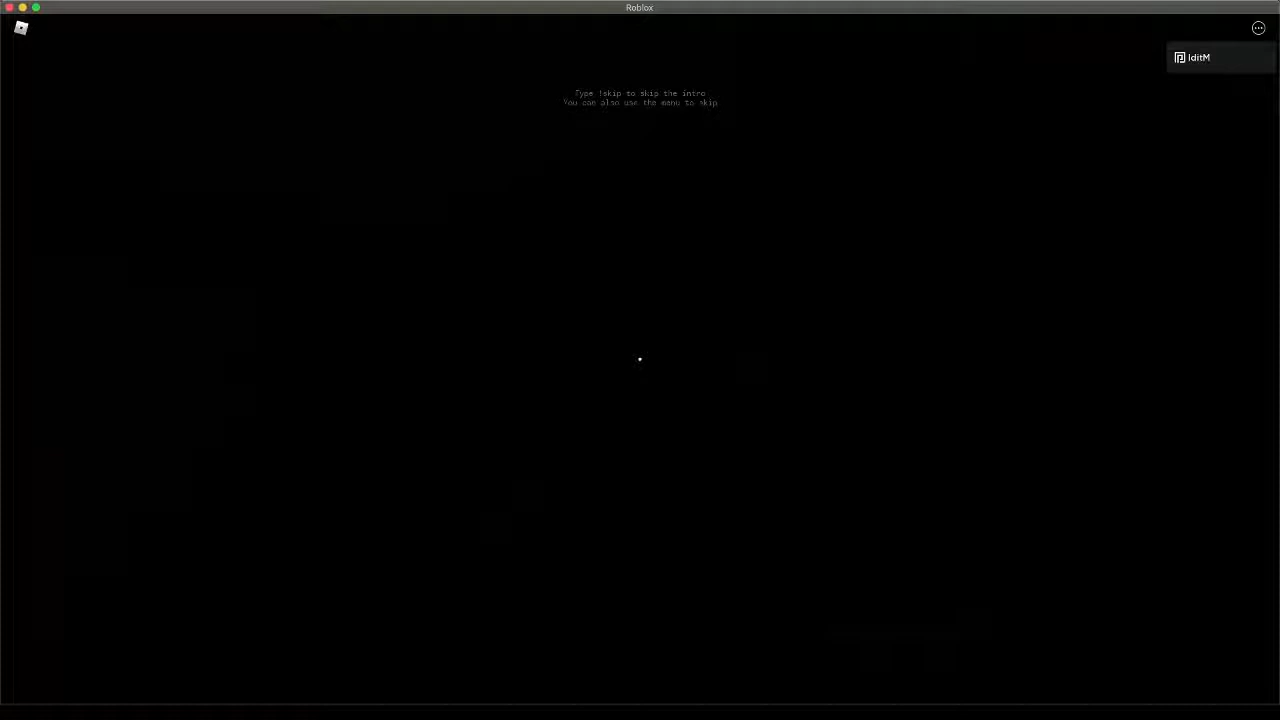 Roblox
IditM
Type !skip to skip the intro
You can also use the menu to skip